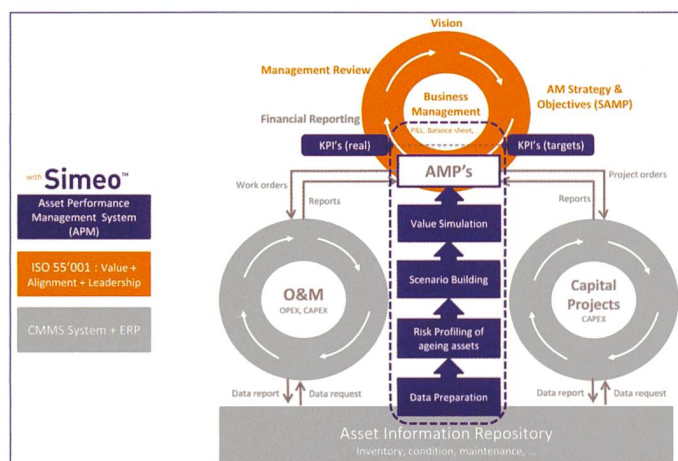 Vision
Management Review
Business
Management
P&L, Balance sheet,
AM Strategy &
Objectives (SAMP)
Financial Reporting
KPI's (real)
KPI's (targets)
AMP's
with Simeo™
Asset Performance
Management System
(APM)
ISO 55'001 : Value +
Alignment + Leadership
CMMS System + ERP
Work orders
Reports
Project orders
Reports
Value Simulation
Scenario Building
Risk Profiling of
ageing assets
Data Preparation
O&M
OPEX, CAPEX
Capital
Projects
CAPEX
Data report
Data request
Data report
Data request
Asset Information Repository
Inventory, condition, maintenance, ...